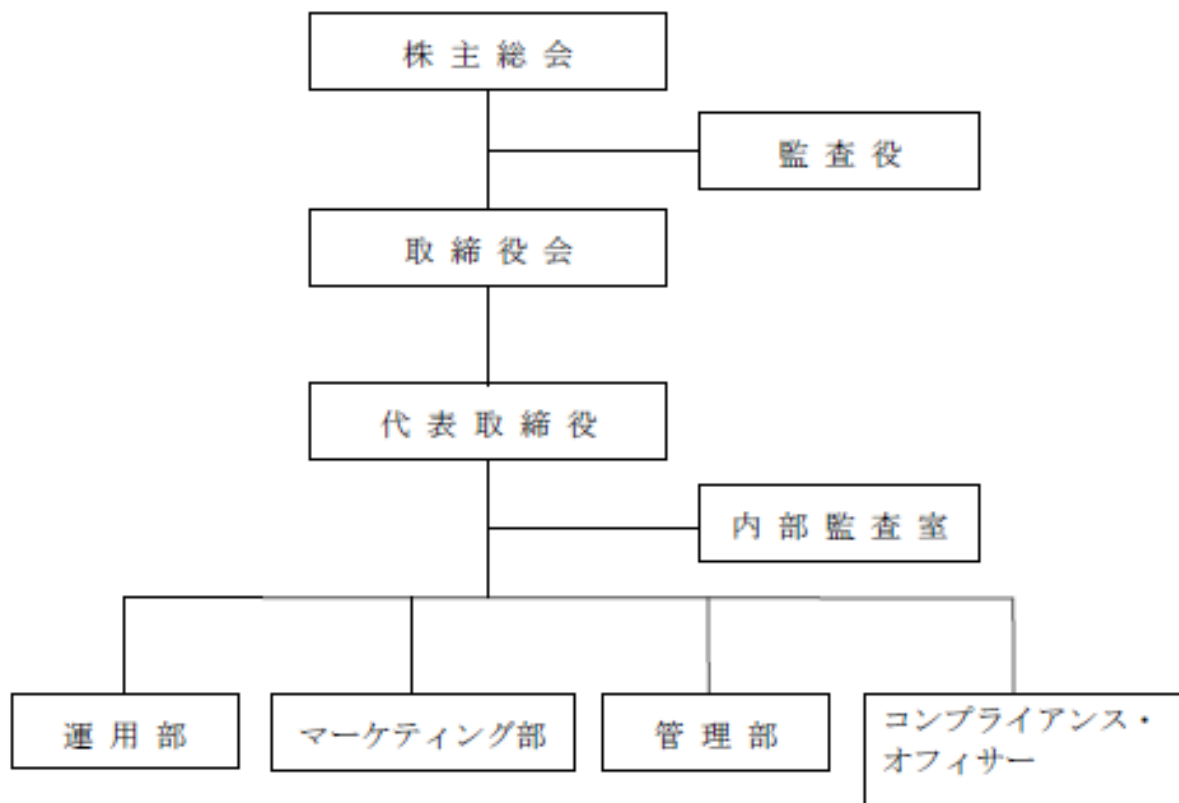 株主総会
監査役
取締役会
代表取締役
内部監査室
運用部
マーケティング部
管理部
コンプライアンス・
オフィサー